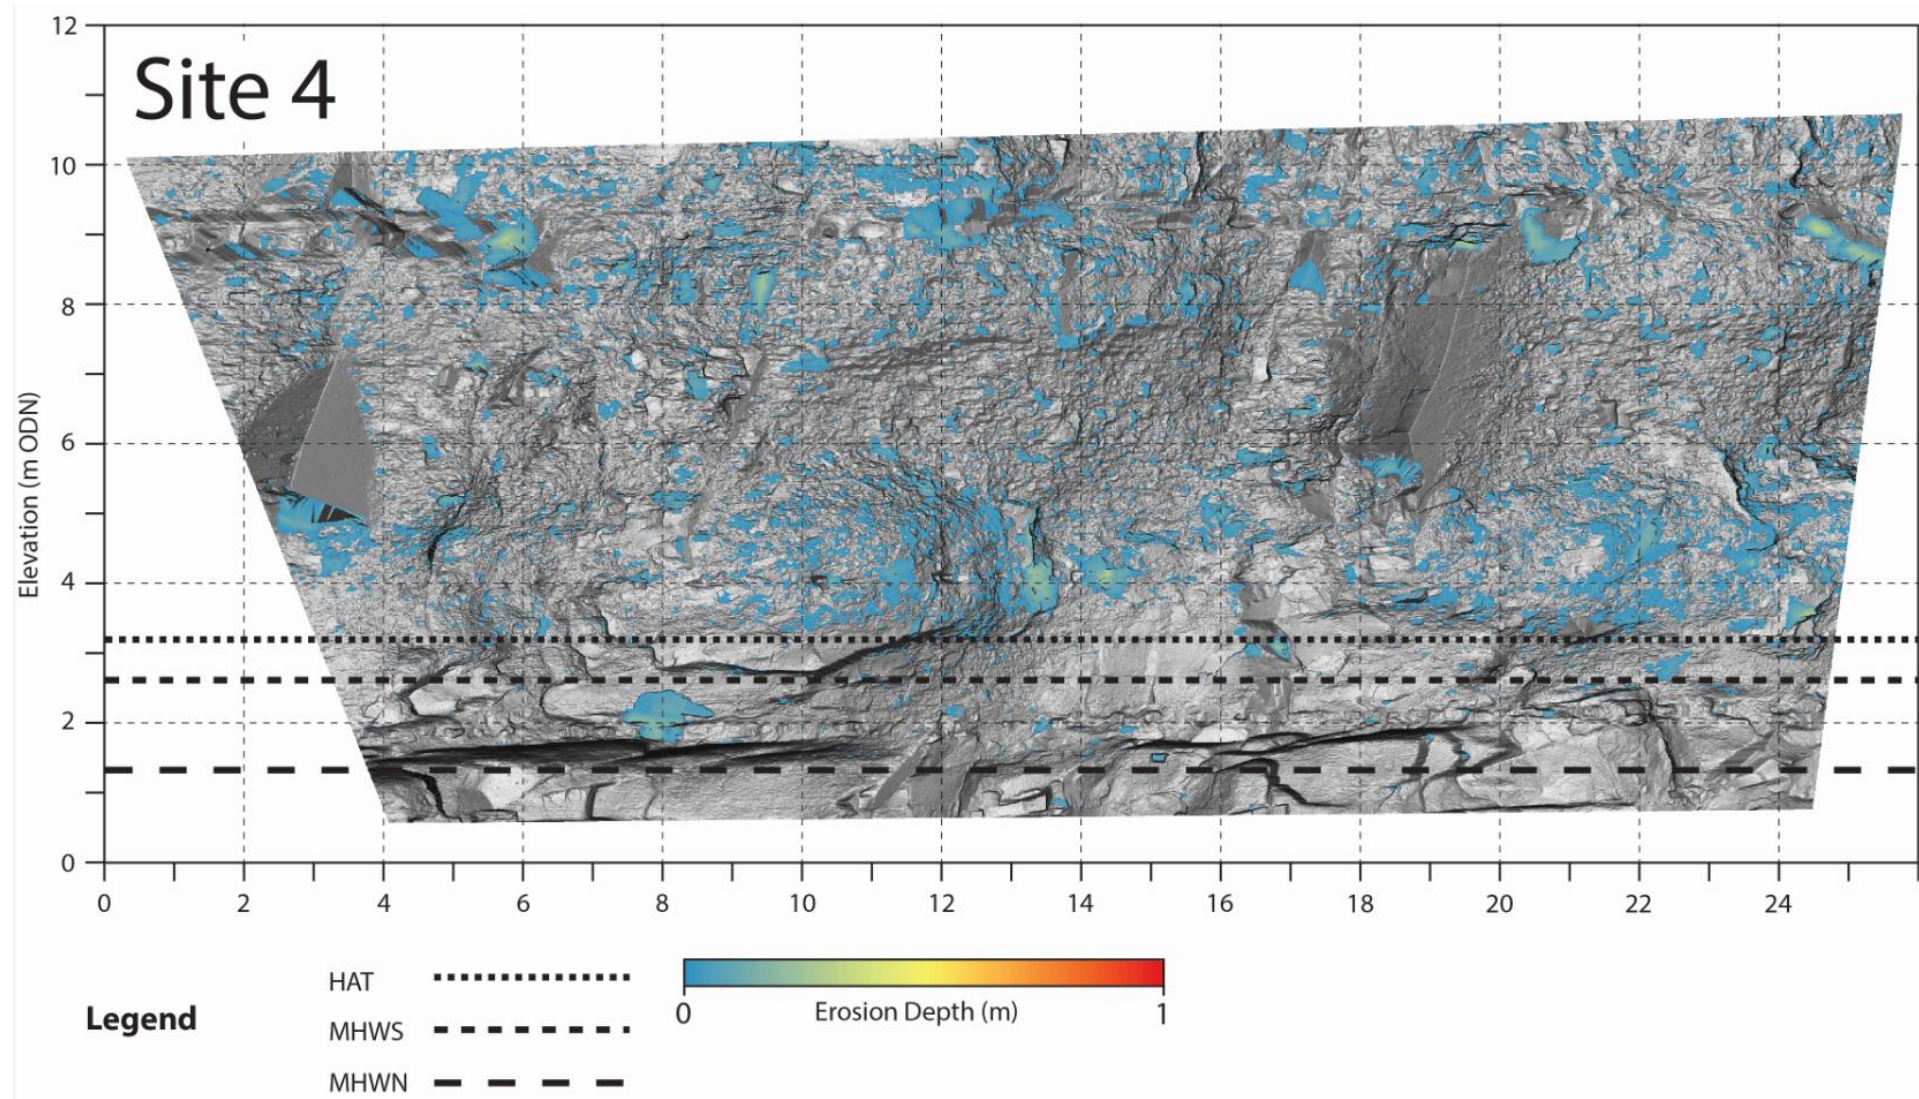 12
Site 4
10
8
6
4
2
0
Elevation (m ODN)
0 2 4 6 8 10 12 14 16 18 20 22 24
Legend
HAT
MHWS
MHWN
0 Erosion Depth (m) 1